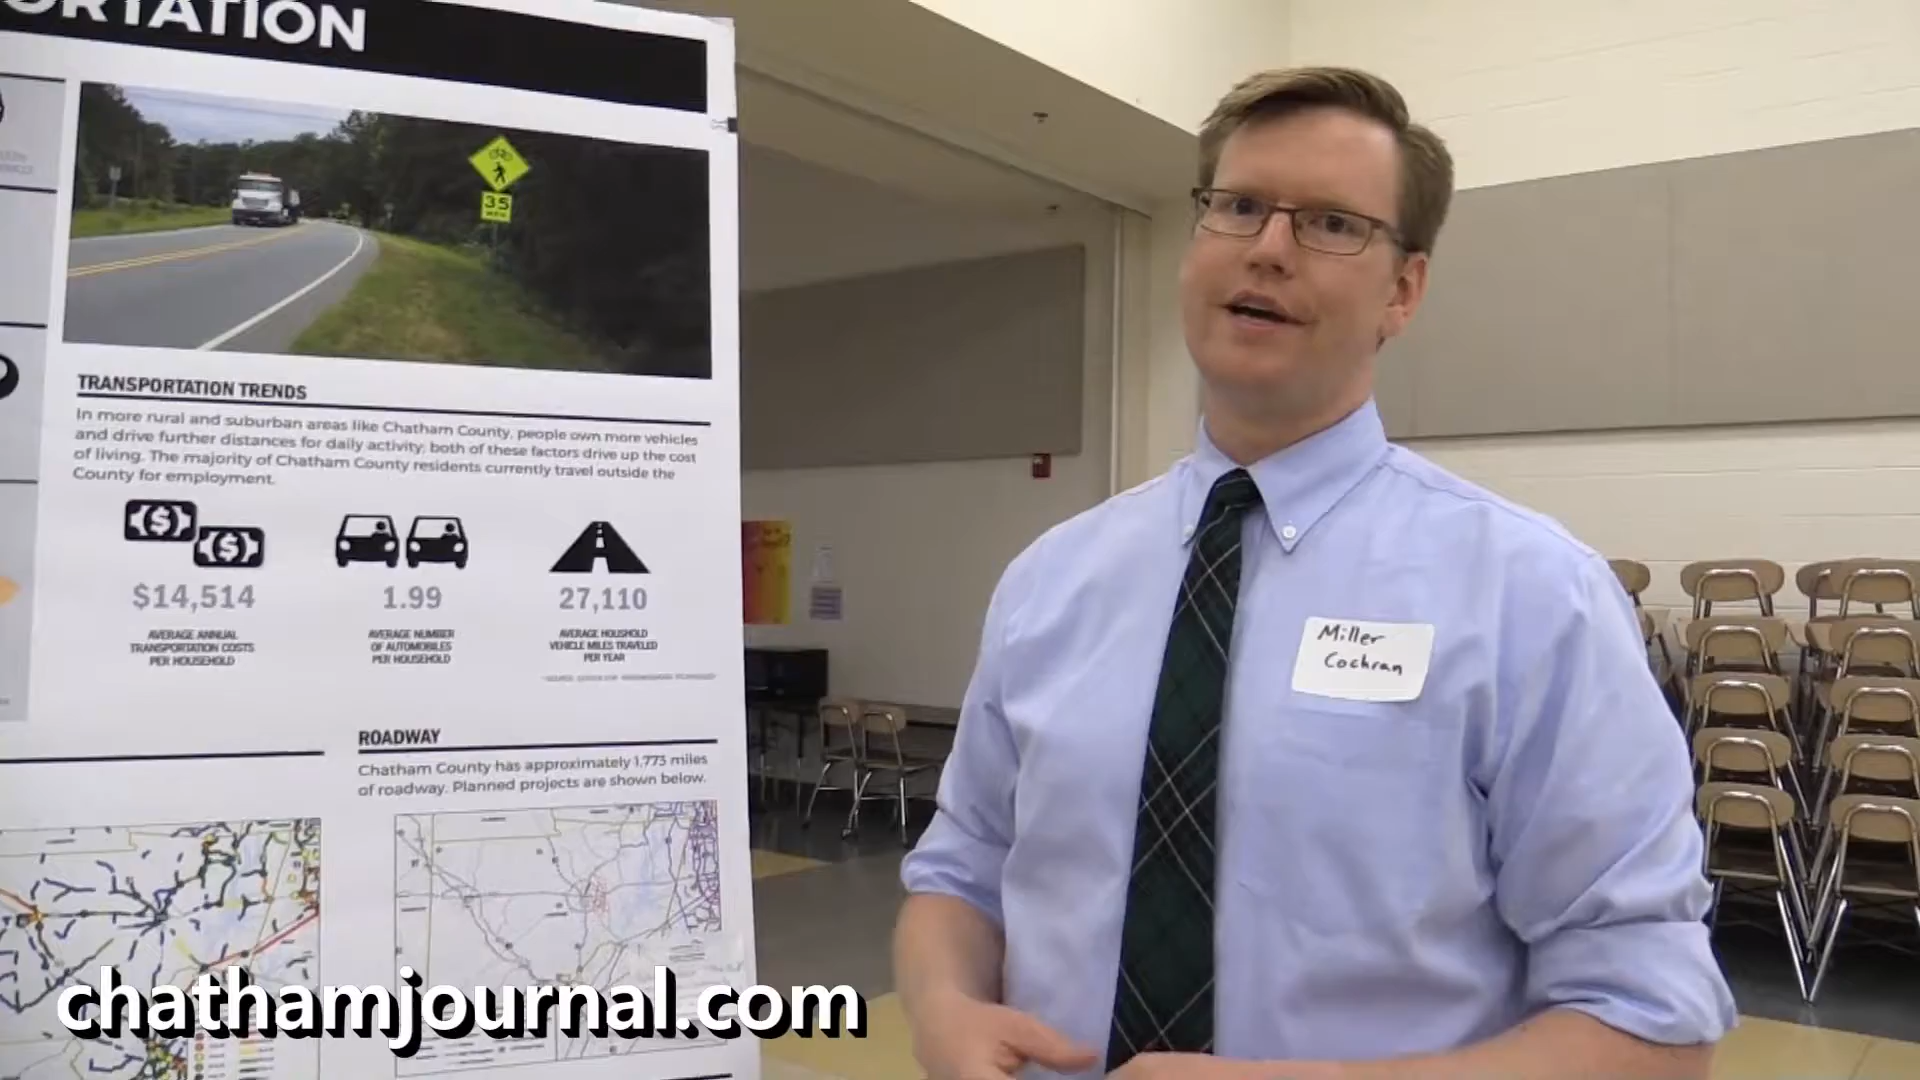 ORTATION
35
MPH
TRANSPORTATION TRENDS
In more rural and suburban areas like Chatham County, people own more vehicles
and drive further distances for daily activity; both of these factors drive up the cost
of living. The majority of Chatham County residents currently travel outside the
County for employment.
$14,514
AVERAGE ANNUAL
TRANSPORTATION COSTS
PER HOUSEHOLD
1.99
AVERAGE NUMBER
OF AUTOMOBILES
PER HOUSEHOLD
27,110
AVERAGE HOUSHOLD
VEHICLE MILES TRAVELED
PER YEAR
ROADWAY
Chatham County has approximately 1,773 miles
of roadway. Planned projects are shown below.
Miller
Cochran
chathamjournal.com